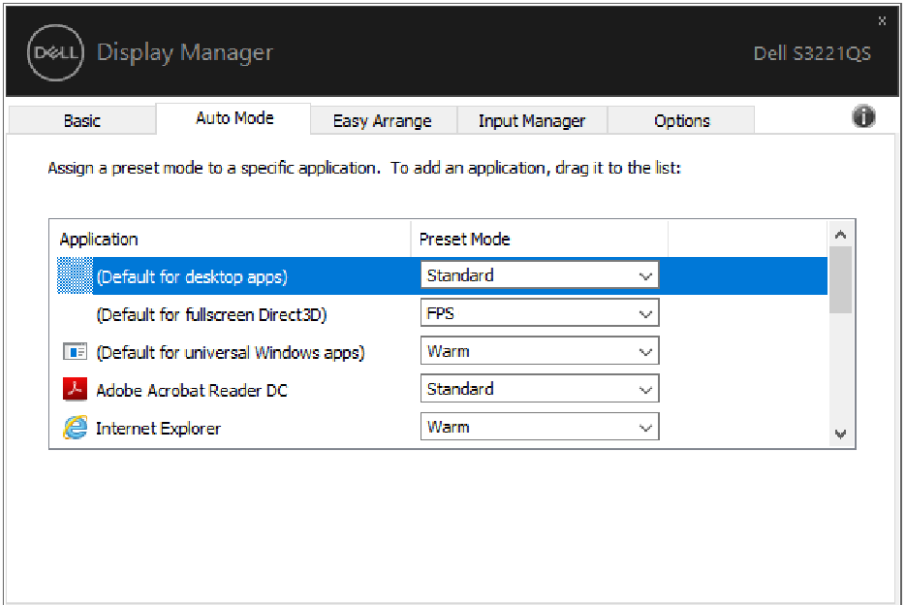 x
DELL Display Manager
Dell S3221QS
Basic Auto Mode Easy Arrange Input Manager Options
Assign a preset mode to a specific application. To add an application, drag it to the list:
Application Preset Mode
(Default for desktop apps) Standard
(Default for fullscreen Direct3D) FPS
(Default for universal Windows apps) Warm
Adobe Acrobat Reader DC Standard
Internet Explorer Warm